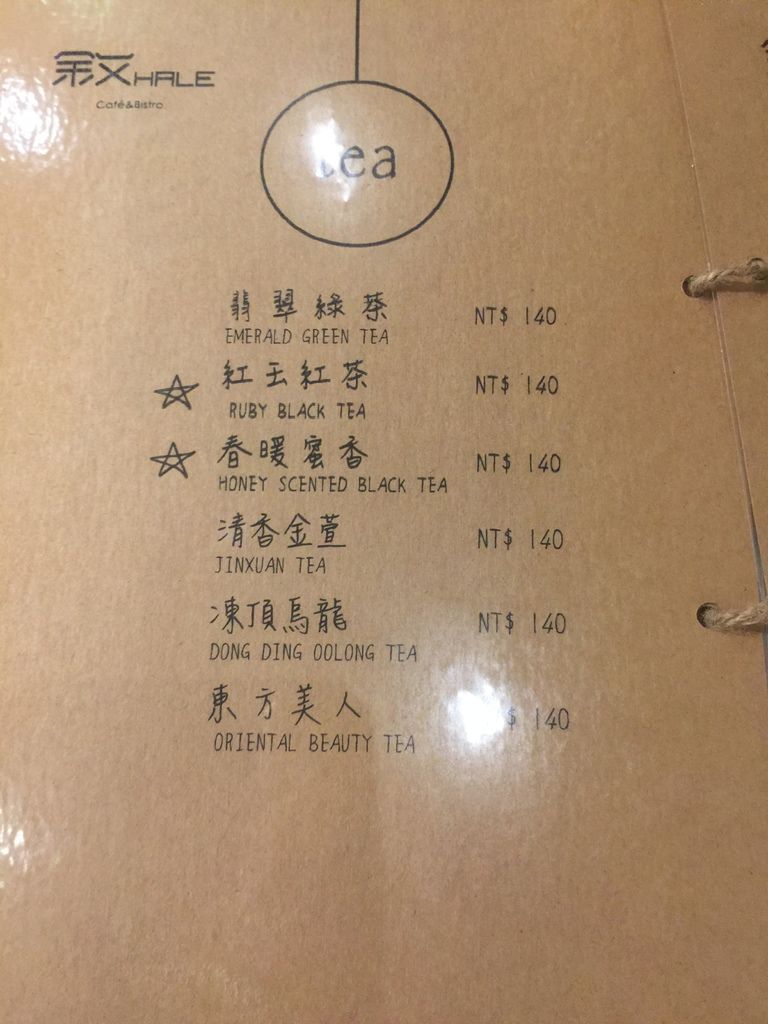 叙HALE
Café&Bistro
tea
翡翠綠茶 NT$ 140
EMERALD GREEN TEA
紅玉紅茶 NT$ 140
RUBY BLACK TEA
春暖蜜香 NT$ 140
HONEY SCENTED BLACK TEA
清香金萱 NT$ 140
JINXUAN TEA
凍頂烏龍 NT$ 140
DONG DING OOLONG TEA
東方美人 $ 140
ORIENTAL BEAUTY TEA